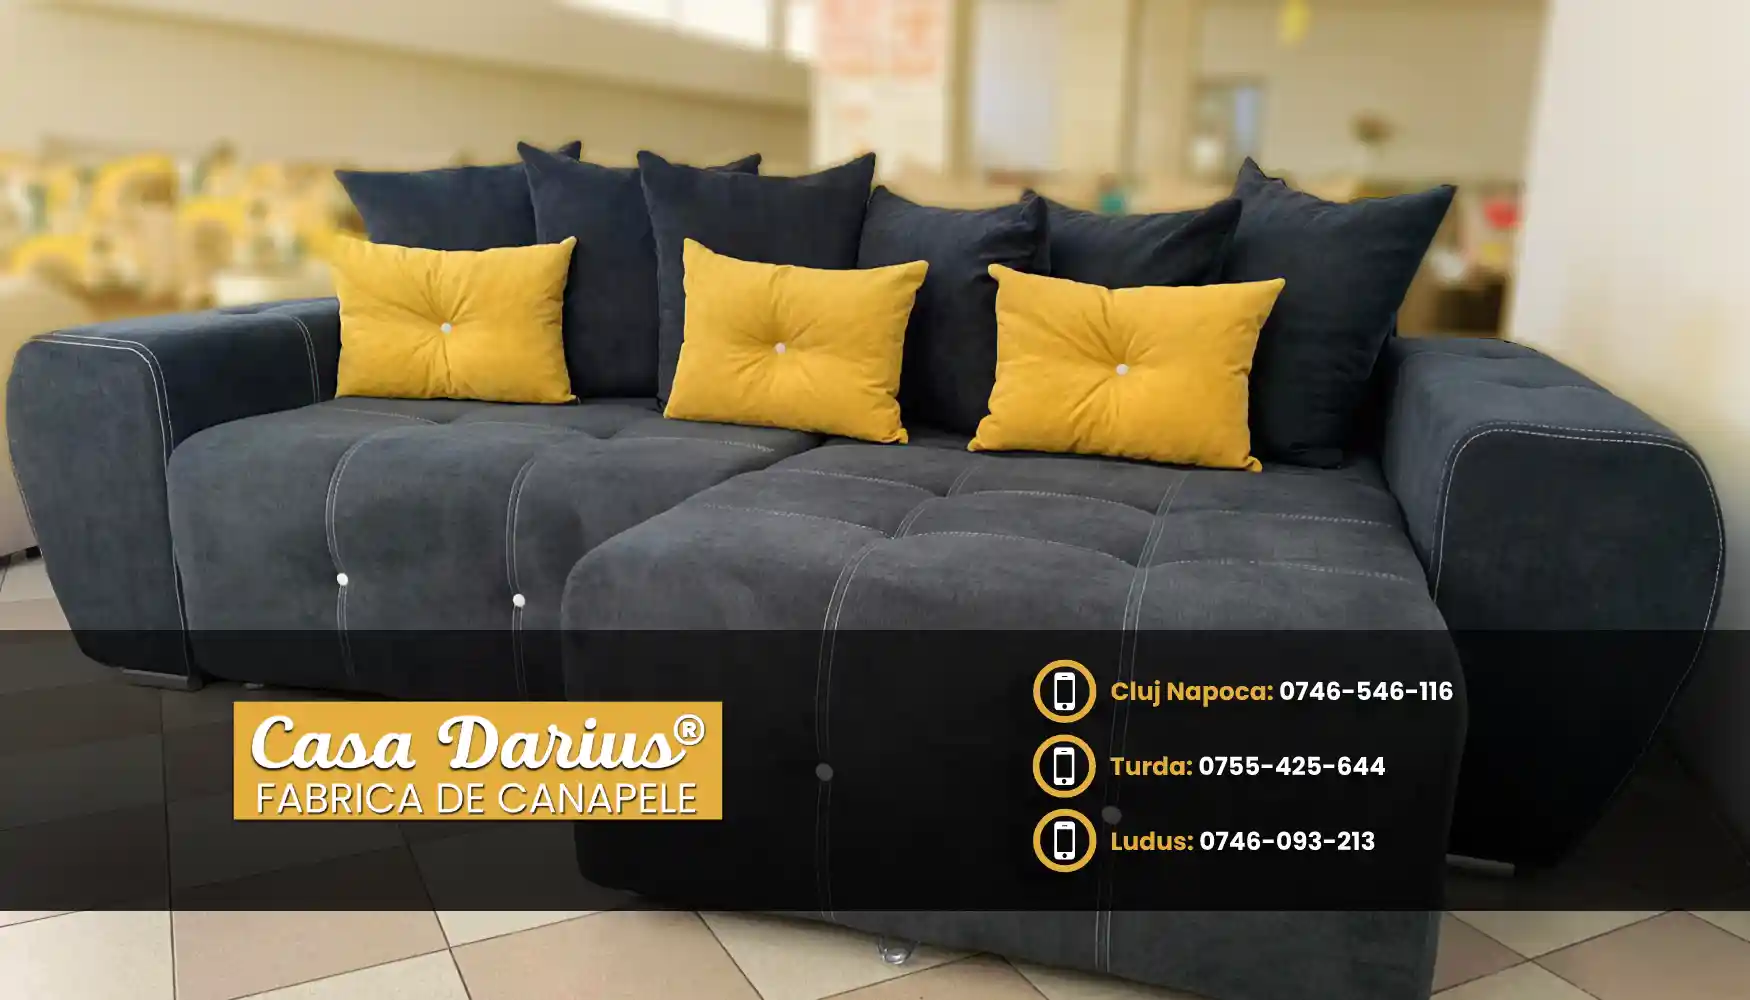 Casa Darius®
FABRICA DE CANAPELE
Cluj Napoca: 0746-546-116
Turda: 0755-425-644
Ludus: 0746-093-213